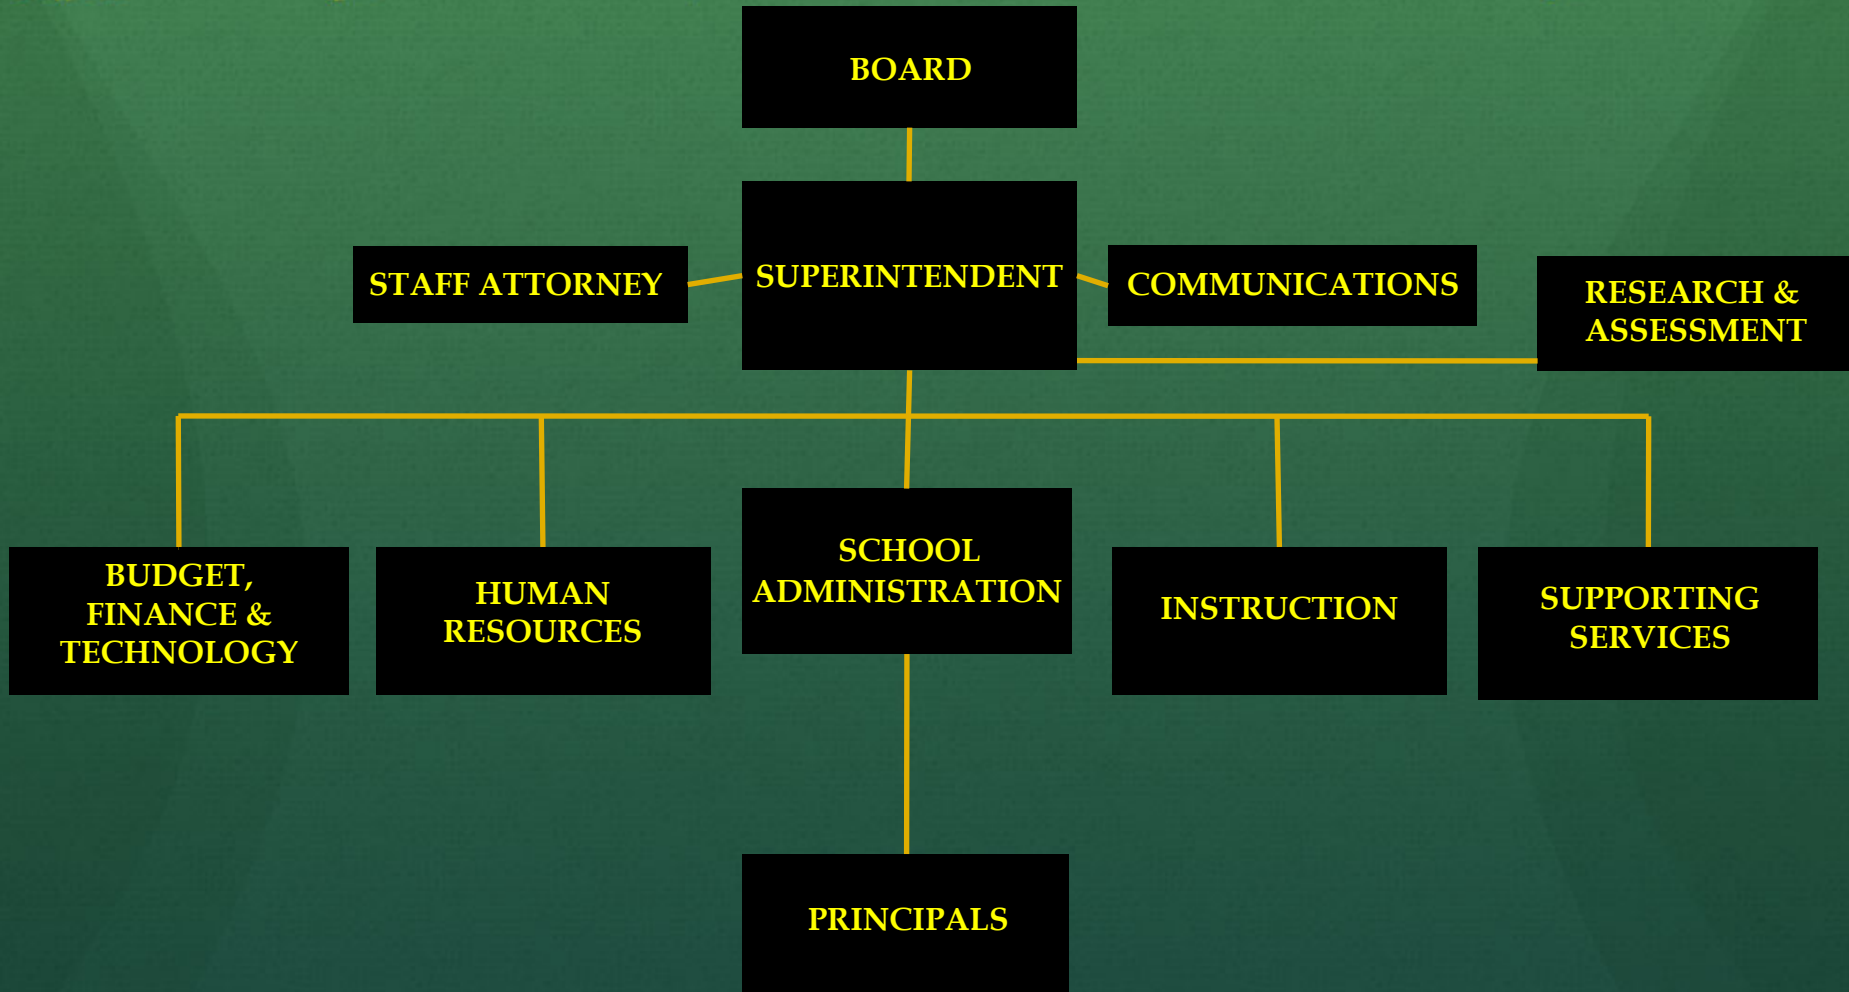 BOARD
SUPERINTENDENT
STAFF ATTORNEY
COMMUNICATIONS
RESEARCH &
ASSESSMENT
BUDGET,
FINANCE &
TECHNOLOGY
HUMAN
RESOURCES
SCHOOL
ADMINISTRATION
INSTRUCTION
SUPPORTING
SERVICES
PRINCIPALS